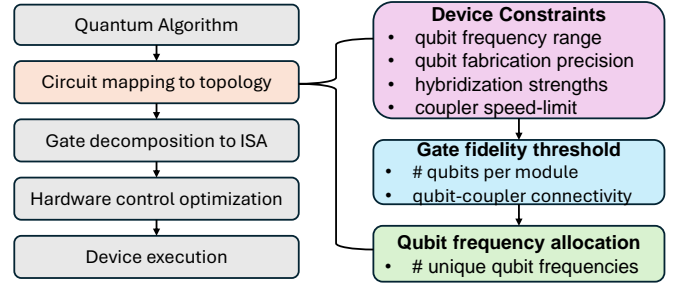 Quantum Algorithm
Circuit mapping to topology
Gate decomposition to ISA
Hardware control optimization
Device execution
Device Constraints
• qubit frequency range
• qubit fabrication precision
• hybridization strengths
• coupler speed-limit
Gate fidelity threshold
• # qubits per module
• qubit-coupler connectivity
Qubit frequency allocation
• # unique qubit frequencies